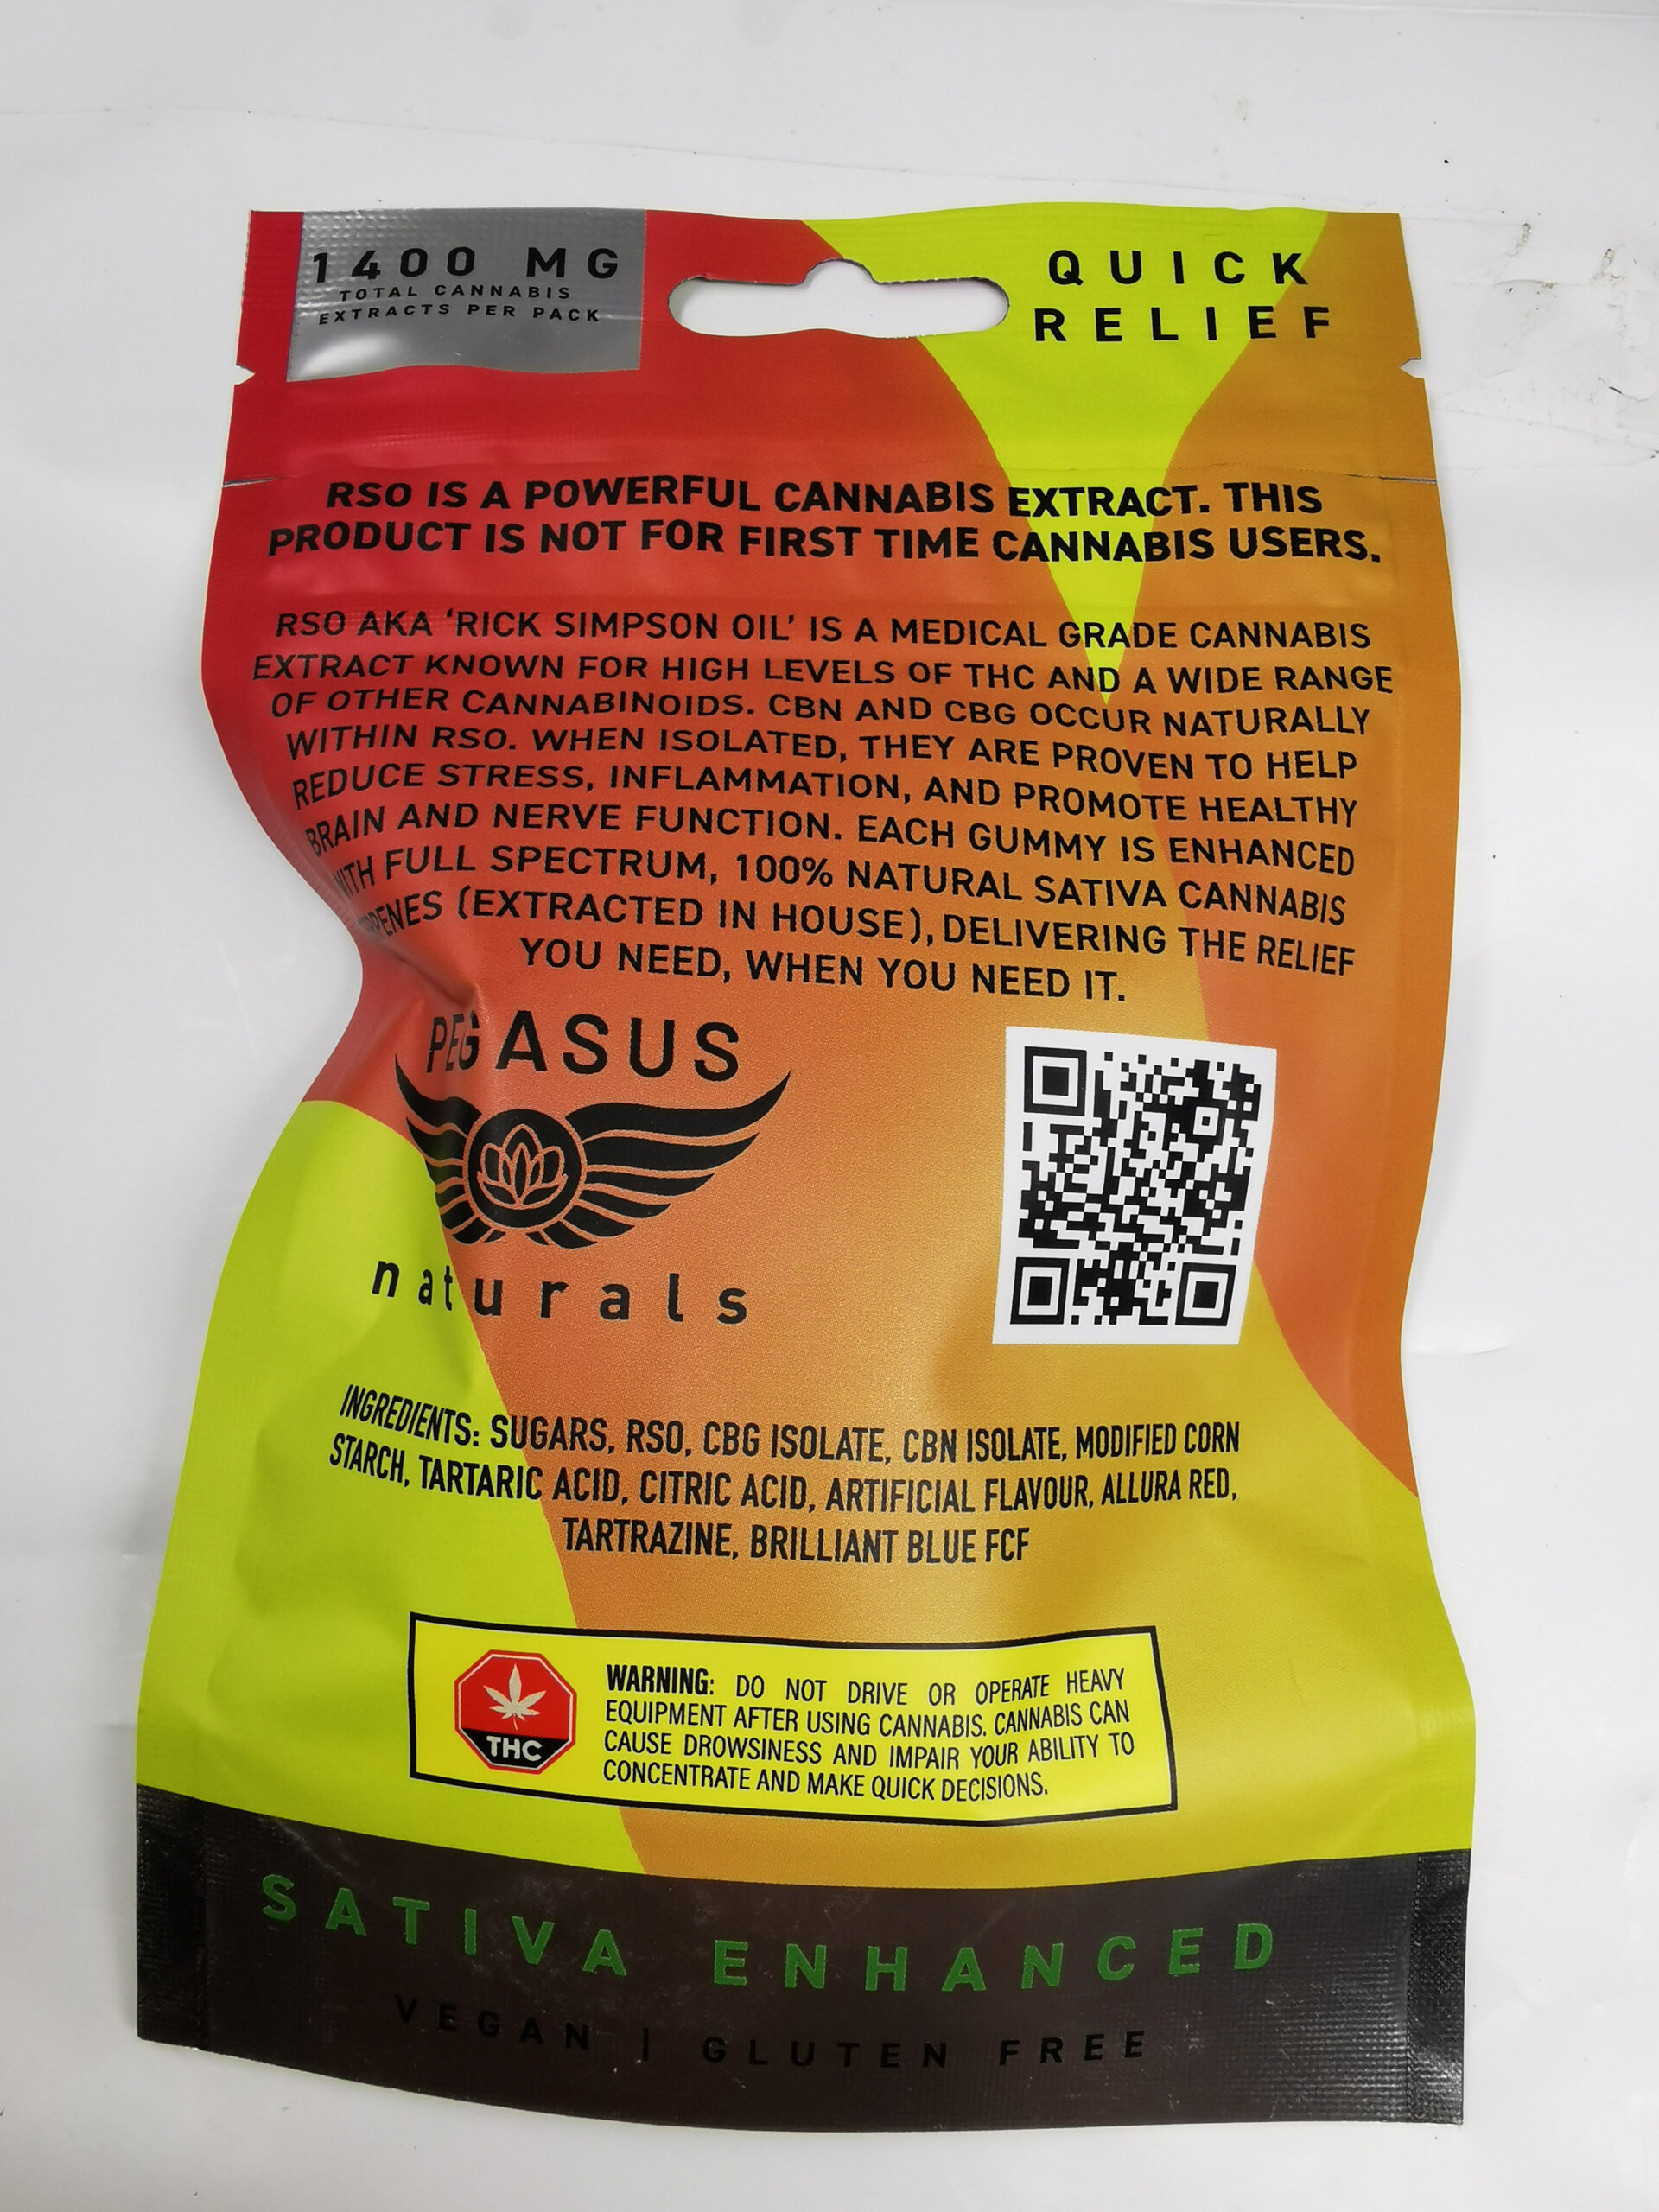 1400 MG
TOTAL CANNABIS
EXTRACTS PER PACK
QUICK
RELIEF
RSO IS A POWERFUL CANNABIS EXTRACT. THIS
PRODUCT IS NOT FOR FIRST TIME CANNABIS USERS.
RSO AKA ‘RICK SIMPSON OIL’ IS A MEDICAL GRADE CANNABIS
EXTRACT KNOWN FOR HIGH LEVELS OF THC AND A WIDE RANGE
OF OTHER CANNABINOIDS. CBN AND CBG OCCUR NATURALLY
WITHIN RSO. WHEN ISOLATED, THEY ARE PROVEN TO HELP
REDUCE STRESS, INFLAMMATION, AND PROMOTE HEALTHY
BRAIN AND NERVE FUNCTION. EACH GUMMY IS ENHANCED
WITH FULL SPECTRUM, 100% NATURAL SATIVA CANNABIS
(EXTRACTED IN HOUSE), DELIVERING THE RELIEF
YOU NEED, WHEN YOU NEED IT.
PEGASUS
naturals
INGREDIENTS: SUGARS, RSO, CBG ISOLATE, CBN ISOLATE, MODIFIED CORN
STARCH, TARTARIC ACID, CITRIC ACID, ARTIFICIAL FLAVOUR, ALLURA RED,
TARTRAZINE, BRILLIANT BLUE FCF
THC
WARNING: DO NOT DRIVE OR OPERATE HEAVY
EQUIPMENT AFTER USING CANNABIS. CANNABIS CAN
CAUSE DROWSINESS AND IMPAIR YOUR ABILITY TO
CONCENTRATE AND MAKE QUICK DECISIONS.
SATIVA ENHANCED
VEGAN | GLUTEN FREE